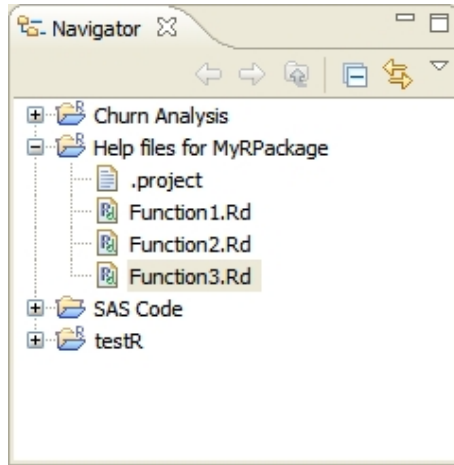 Navigator
Churn Analysis
Help files for MyRPackage
.project
Function1.Rd
Function2.Rd
Function3.Rd
SAS Code
testR